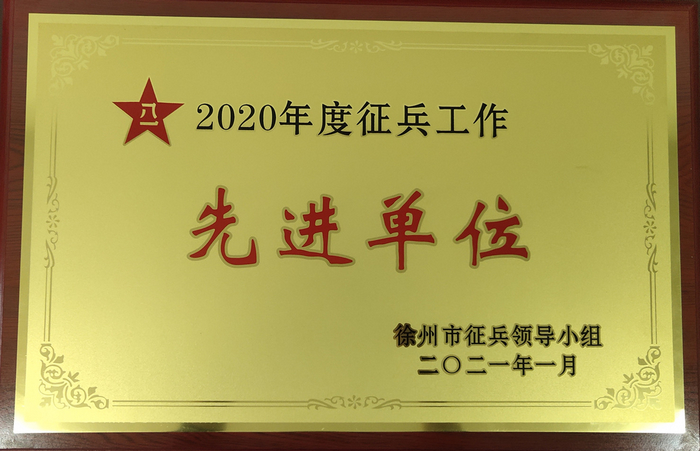 八一
2020年度征兵工作
先进单位
徐州市征兵领导小组
二〇二一年一月